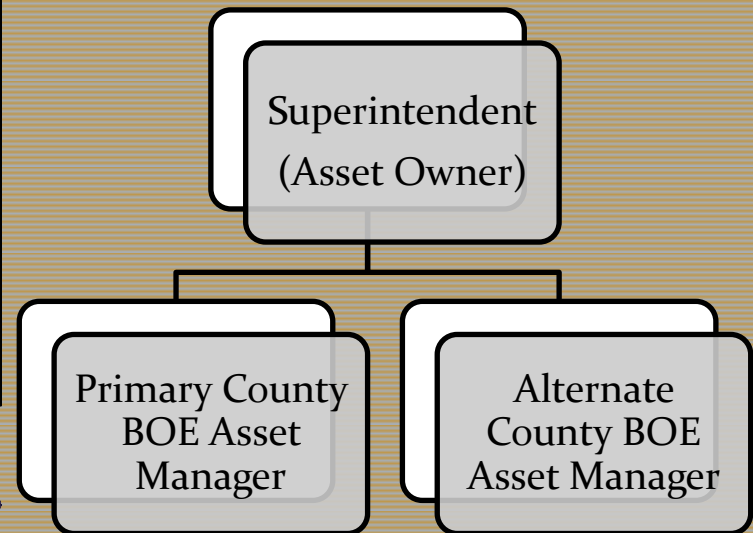 Superintendent
(Asset Owner)
Primary County
BOE Asset
Manager
Alternate
County BOE
Asset Manager